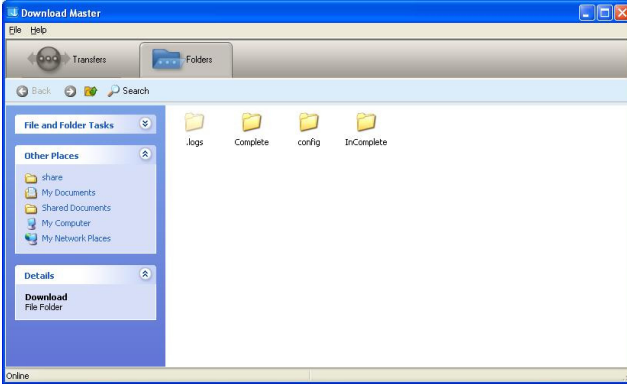 Download Master
File Help
Transfers Folders
Back Search
File and Folder Tasks
Other Places
share
My Documents
Shared Documents
My Computer
My Network Places
Details
Download
File Folder
.logs Complete config InComplete
Online